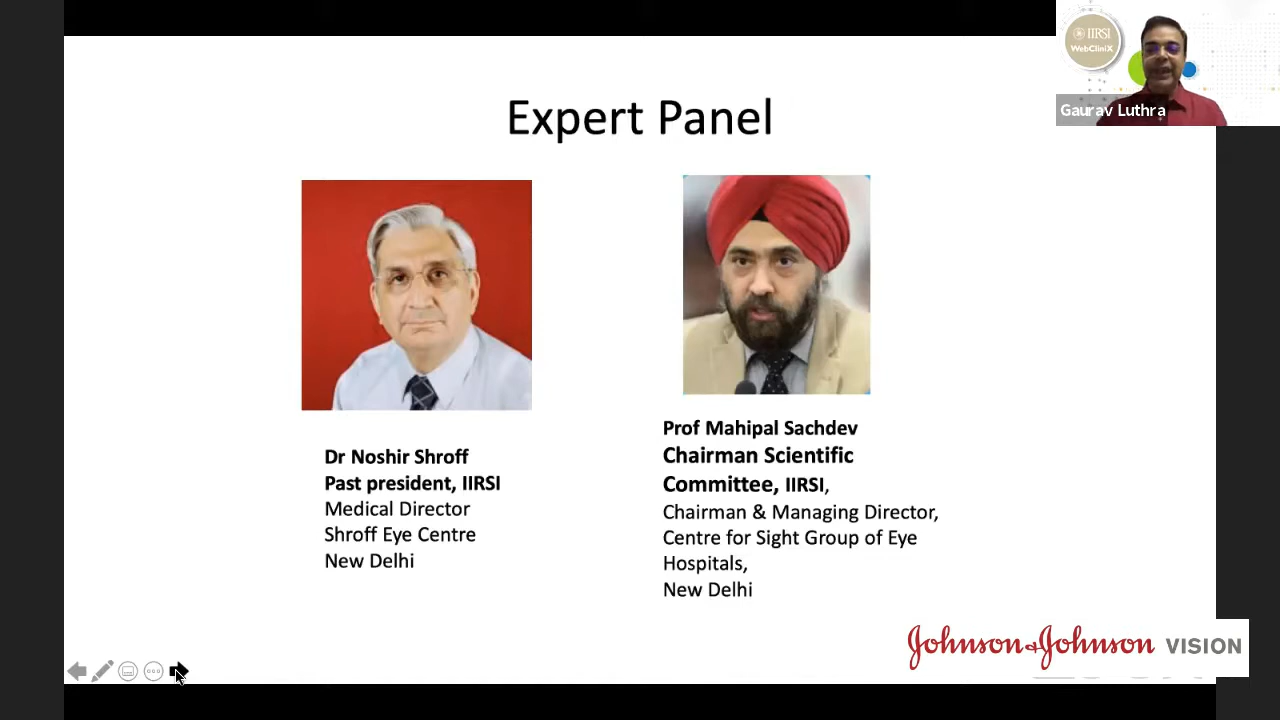 Expert Panel
IIRSI
WebCliniX
Gaurav Luthra
Dr Noshir Shroff
Past president, IIRSI
Medical Director
Shroff Eye Centre
New Delhi
Prof Mahipal Sachdev
Chairman Scientific
Committee, IIRSI,
Chairman & Managing Director,
Centre for Sight Group of Eye
Hospitals,
New Delhi
Johnson & Johnson VISION